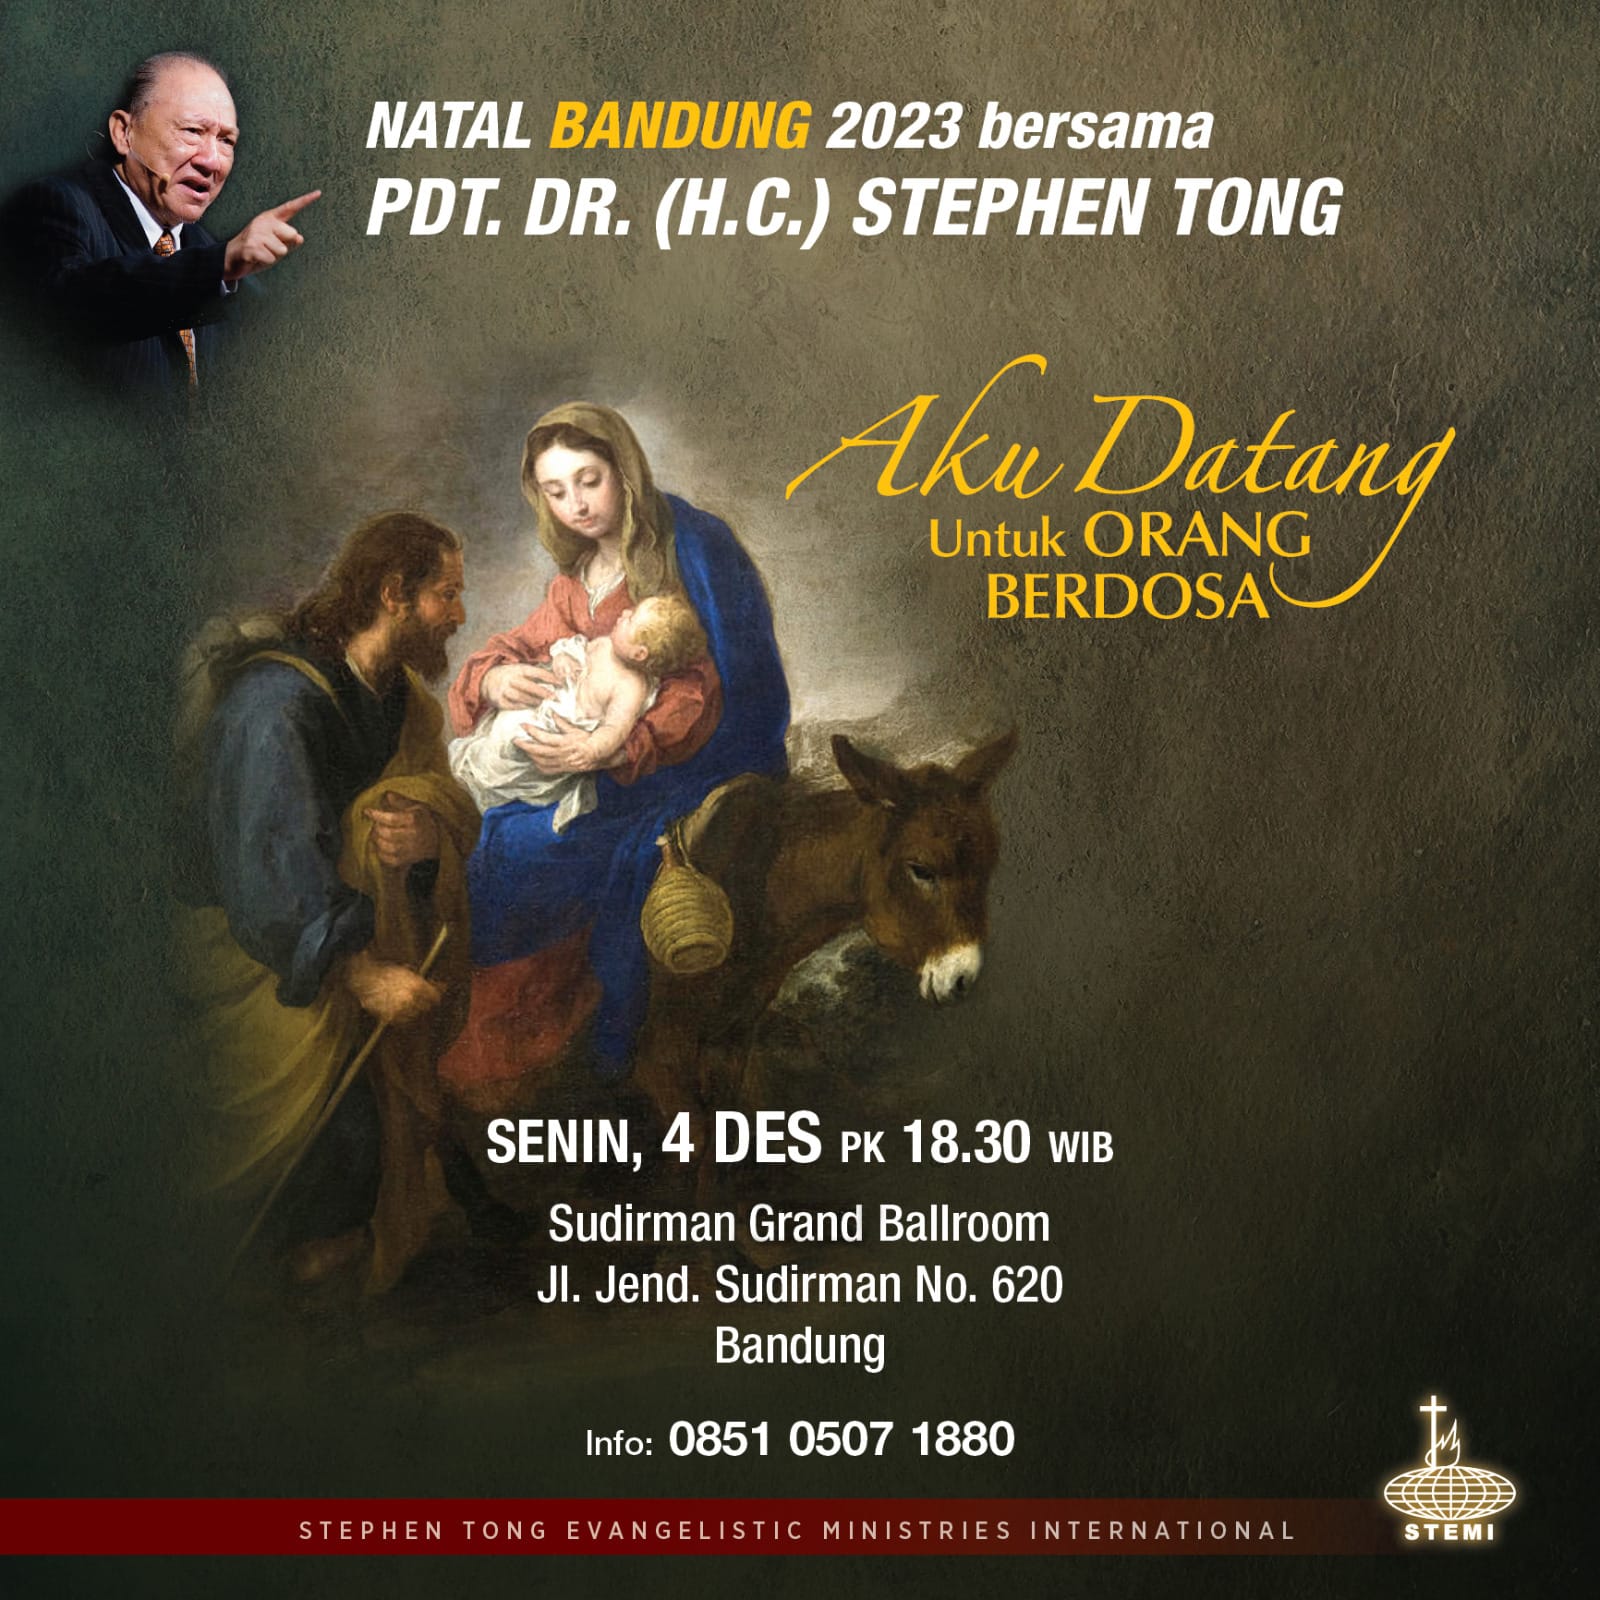 NATAL BANDUNG 2023 bersama
PDT. DR. (H.C.) STEPHEN TONG
Aku Datang
Untuk ORANG
BERDOSA
SENIN, 4 DES PK 18.30 WIB
Sudirman Grand Ballroom
Jl. Jend. Sudirman No. 620
Bandung
Info: 0851 0507 1880
STEPHEN TONG EVANGELISTIC MINISTRIES INTERNATIONAL
STEMI